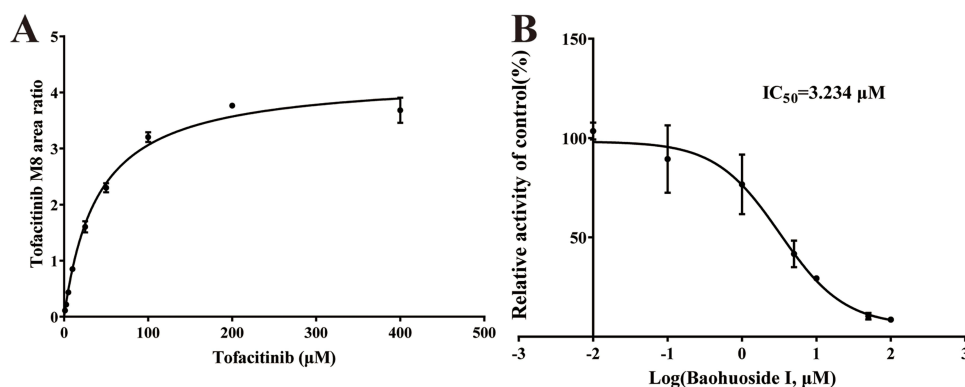 A
Tofacitinib M8 area ratio
5
4
3
2
1
0
0 100 200 300 400 500
Tofacitinib (µM)
B
Relative activity of control(%)
150
100
50
IC50=3.234 µM
-3 -2 -1 0 1 2 3
Log(Baohuoside I, µM)